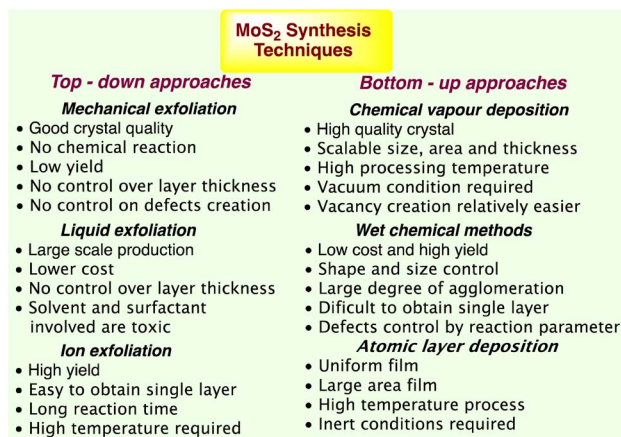 MoS₂ Synthesis
Techniques
Top - down approaches
Mechanical exfoliation
• Good crystal quality
• No chemical reaction
• Low yield
• No control over layer thickness
• No control on defects creation
Liquid exfoliation
• Large scale production
• Lower cost
• No control over layer thickness
• Solvent and surfactant
involved are toxic
Ion exfoliation
• High yield
• Easy to obtain single layer
• Long reaction time
• High temperature required
Bottom - up approaches
Chemical vapour deposition
• High quality crystal
• Scalable size, area and thickness
• High processing temperature
• Vacuum condition required
• Vacancy creation relatively easier
Wet chemical methods
• Low cost and high yield
• Shape and size control
• Large degree of agglomeration
• Dificult to obtain single layer
• Defects control by reaction parameter
Atomic layer deposition
• Uniform film
• Large area film
• High temperature process
• Inert conditions required